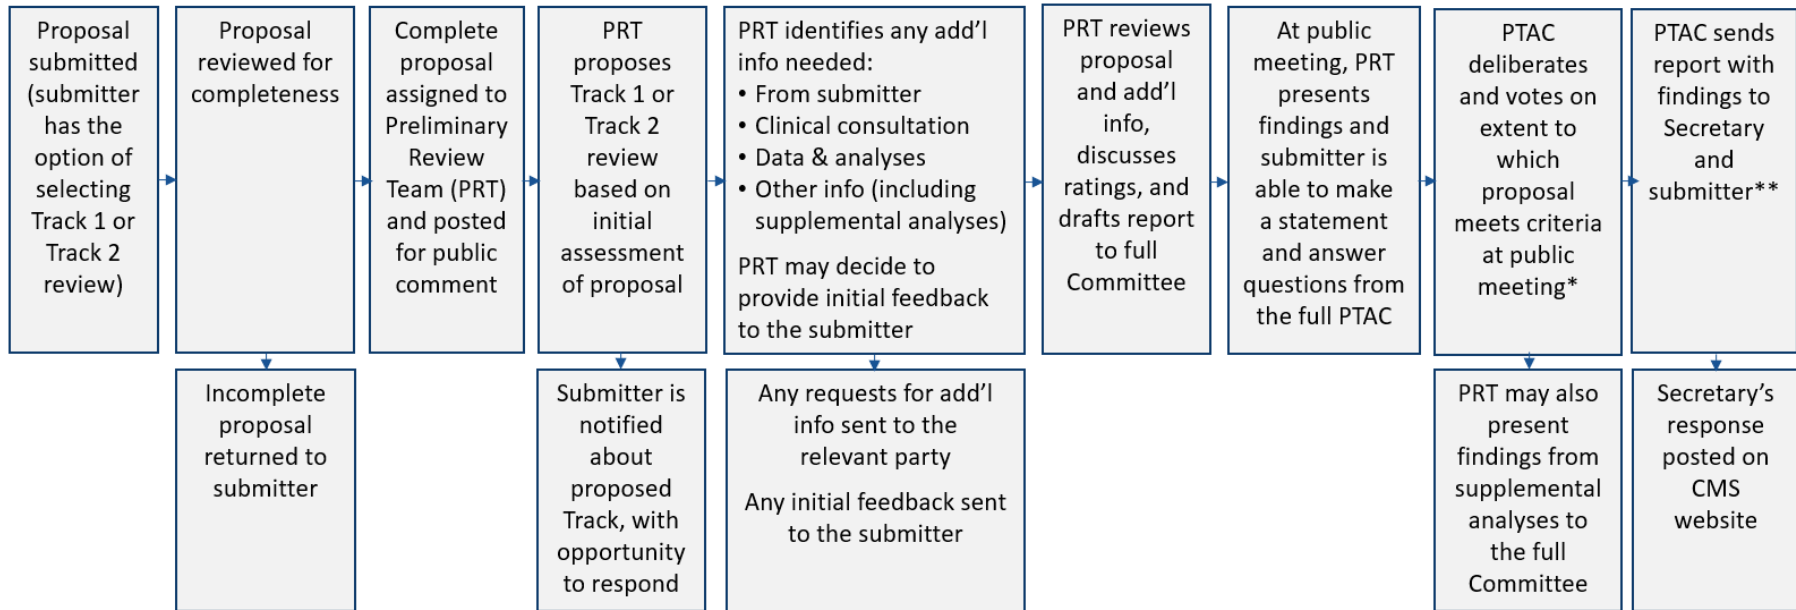 Proposal
submitted
(submitter
has the
option of
selecting
Track 1 or
Track 2
review)
Proposal
reviewed for
completeness
Complete
proposal
assigned to
Preliminary
Review
Team (PRT)
and posted
for public
comment
PRT
proposes
Track 1 or
Track 2
review
based on
initial
assessment
of proposal
PRT identifies any add’l
info needed:
• From submitter
• Clinical consultation
• Data & analyses
• Other info (including
supplemental analyses)
PRT may decide to
provide initial feedback
to the submitter
PRT reviews
proposal
and add’l
info,
discusses
ratings, and
drafts report
to full
Committee
At public
meeting, PRT
presents
findings and
submitter is
able to make
a statement
and answer
questions from
the full PTAC
PTAC
deliberates
and votes on
extent to
which
proposal
meets criteria
at public
meeting*
PTAC sends
report with
findings to
Secretary
and
submitter**
Incomplete
proposal
returned to
submitter
Submitter is
notified
about
proposed
Track, with
opportunity
to respond
Any requests for add’l
info sent to the
relevant party
Any initial feedback sent
to the submitter
PRT may also
present
findings from
supplemental
analyses to
the full
Committee
Secretary’s
response
posted on
CMS
website